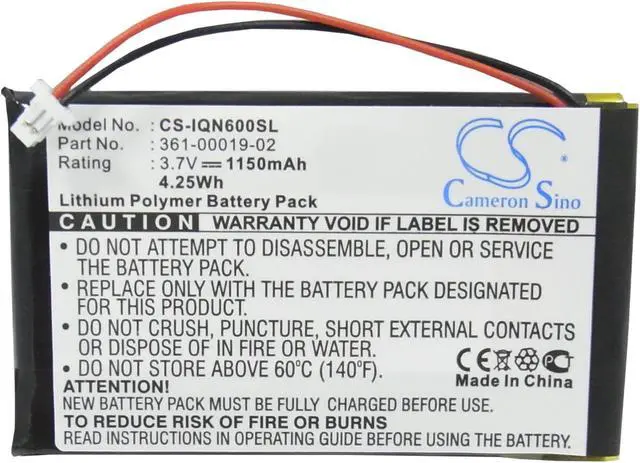 Model No. : CS-IQN600SL
Part No. : 361-00019-02
Rated : 3.7V 1150mAh
4.25Wh
Lithium Polymer Battery Pack
CS
Cameron Sino
CAUTION WARRANTY VOID IF LABEL IS REMOVED
• DO NOT ATTEMPT TO DISASSEMBLE, OPEN OR SERVICE
THE BATTERY PACK.
• REPLACE ONLY WITH THE BATTERY PACK DESIGNATED
FOR THIS PRODUCT.
• DO NOT CRUSH, PUNCTURE, SHORT EXTERNAL CONTACTS
OR DISPOSE OF IN FIRE OR WATER.
• DO NOT STORE ABOVE 60°C (140°F).
CE
Made In China
ATTENTION:
NEW BATTERY PACK MUST BE FULLY CHARGED BEFORE USE.
TO REDUCE RISK OF FIRE OR BURNS
READ INSTRUCTIONS IN OPERATING GUIDE BEFORE USING BATTERY.